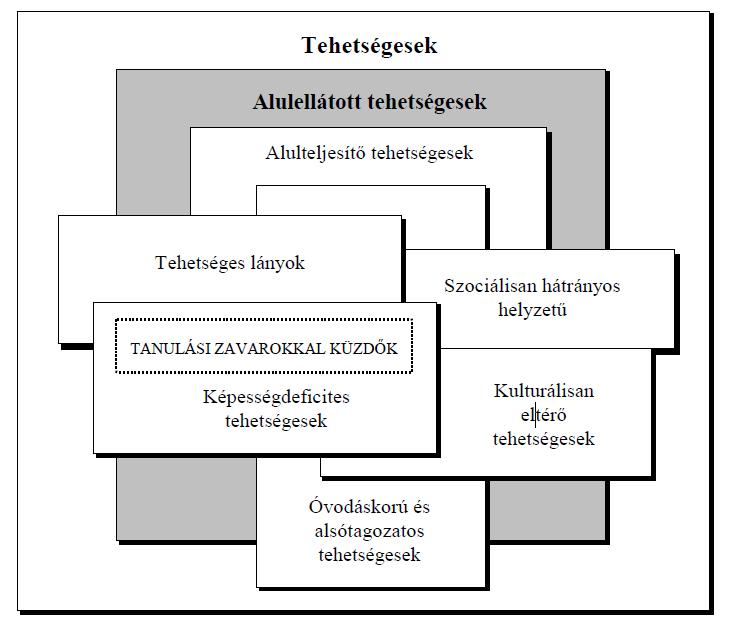 Tehetségesek
Alulellátott tehetségesek
Alulteljesítő tehetségesek
Tehetséges lányok
Szociálisan hátrányos
helyzetű
TANULÁSI ZAVAROKKAL KÜZDŐK
Képességdeficites
tehetségesek
Kulturálisan
eltérő
tehetségesek
Óvodáskorú és
alsótagozatos
tehetségesek